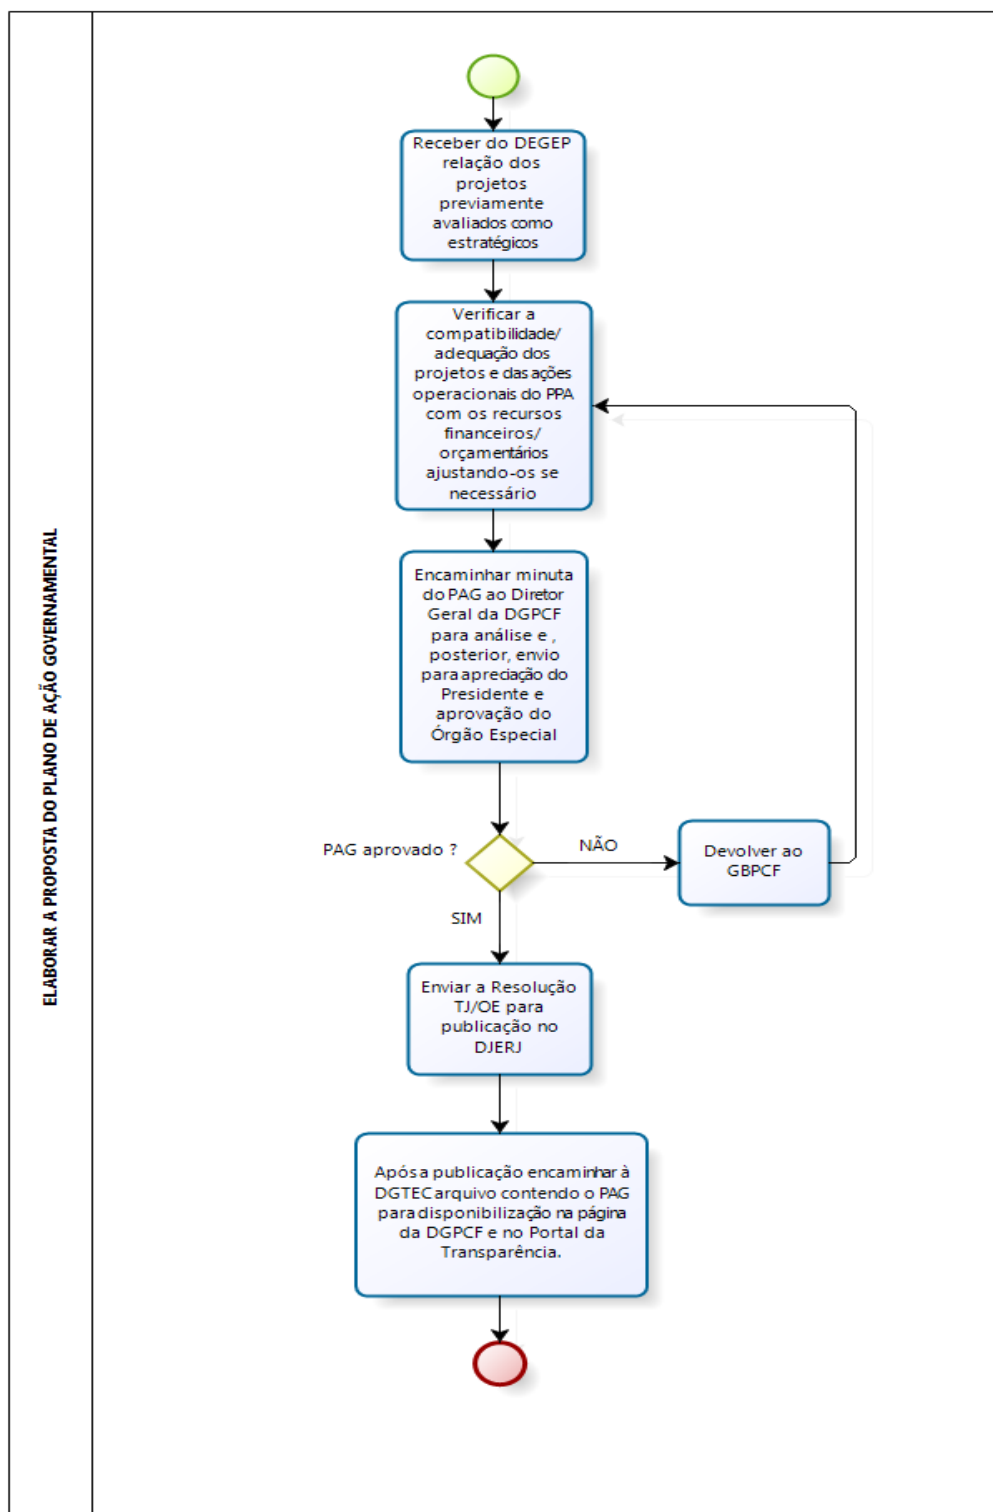 ELABORAR A PROPOSTA DO PLANO DE AÇÃO GOVERNAMENTAL
Receber do DEGEP
relação dos
projetos
previamente
avaliados como
estratégicos
Verificar a
compatibilidade/
adequação dos
projetos e das ações
operacionais do PPA
com os recursos
financeiros/
orçamentários
ajustando-os se
necessário
Encaminhar minuta
do PAG ao Diretor
Geral da DGPCF
para análise e ,
posterior, envio
para apreciação do
Presidente e
aprovação do
Órgão Especial
PAG aprovado ?
NÃO
Devolver ao
GBPCF
SIM
Enviar a Resolução
TJ/OE para
publicação no
DJERJ
Após a publicação encaminhar à
DGTEC arquivo contendo o PAG
para disponibilização na página
da DGPCF e no Portal da
Transparência.